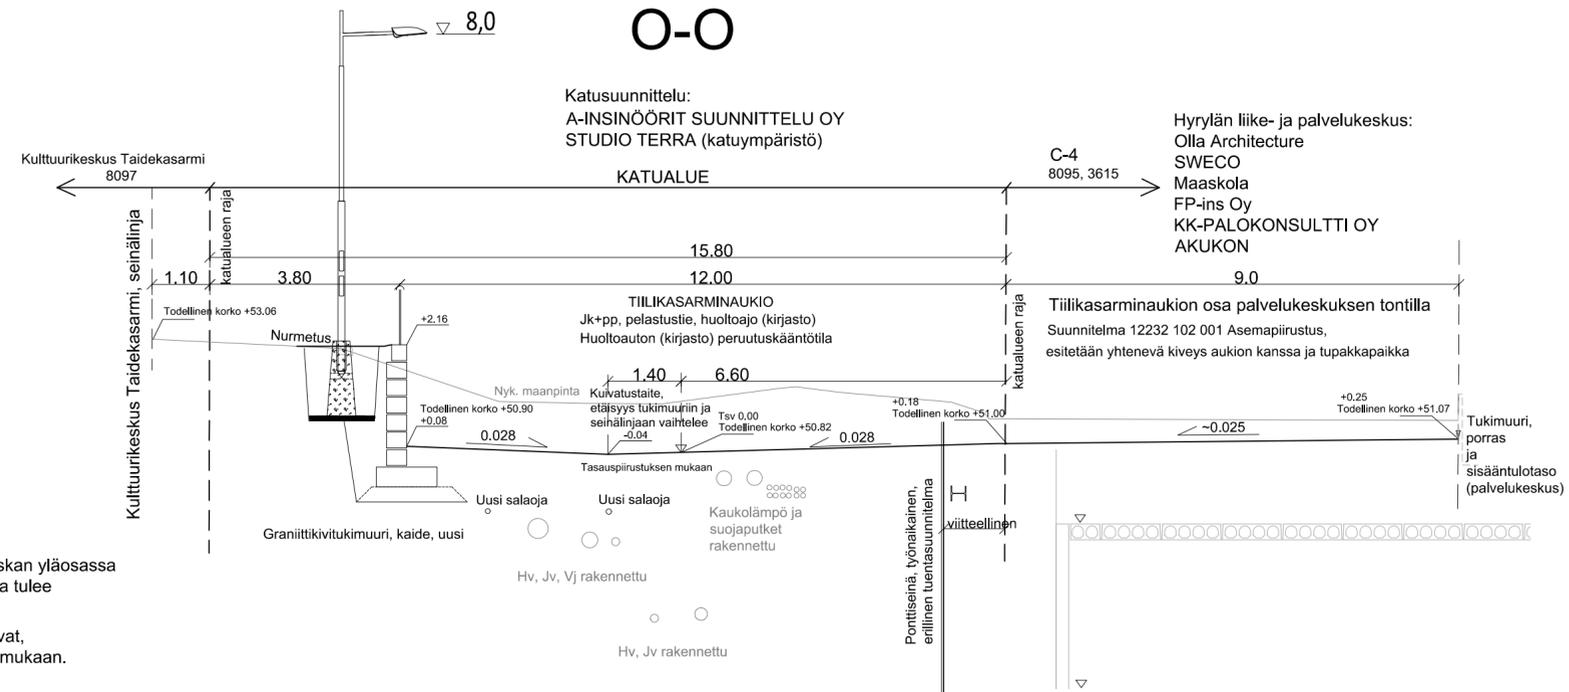 O-O
8,0
Katusuunnittelu:
A-INSINÖÖRIT SUUNNITTELU OY
STUDIO TERRA (katuympäristö)
Hyrylän liike- ja palvelukeskus:
Olla Architecture
SWECO
Maaskola
FP-ins Oy
KK-PALOKONSULTTI OY
AKUKON
Kulttuurikeskus Taidekasarmi
8097
KATUALUE
C-4
8095, 3615
Kulttuurikeskus Taidekasarmi, seinälinja
katualueen raja
15.80
1.10
3.80
12.00
9.0
Todellinen korko +53.06
Nurmetus
+2.16
TIILIKASARMINAUKIO
Jk+pp, pelastustie, huoltoajo (kirjasto)
Huoltoauton (kirjasto) peruutuskääntötila
katualueen raja
Tiilikasarminaukion osa palvelukeskuksen tontilla
Suunnitelma 12232 102 001 Asemapiirustus,
esitetään yhtenevä kiveys aukion kanssa ja tupakkapaikka
1.40
6.60
Nyk. maanpinta
Kuivatustaite,
etäisyys tukimuuriin ja
seinälinjaan vaihtelee
-0.04
Todellinen korko +50.90
+0.08
0.028
Tsv 0,00
Todellinen korko +50.82
0.028
+0.18
Todellinen korko +51.00
~0.025
+0.25
Todellinen korko +51,07
Tukimuuri,
porras
ja
sisääntulotaso
(palvelukeskus)
Tasauspiirustuksen mukaan
Uusi salaoja
Uusi salaoja
Graniittikivitukimuuri, kaide, uusi
Kaukolämpö ja
suojaputket
rakennettu
Hv, Jv, Vj rakennettu
Hv, Jv rakennettu
Ponttiseinä, työnaikainen,
erillinen tuentasuunnitelma
viitteellinen
skan yläosassa
a tulee
vat,
mukaan.